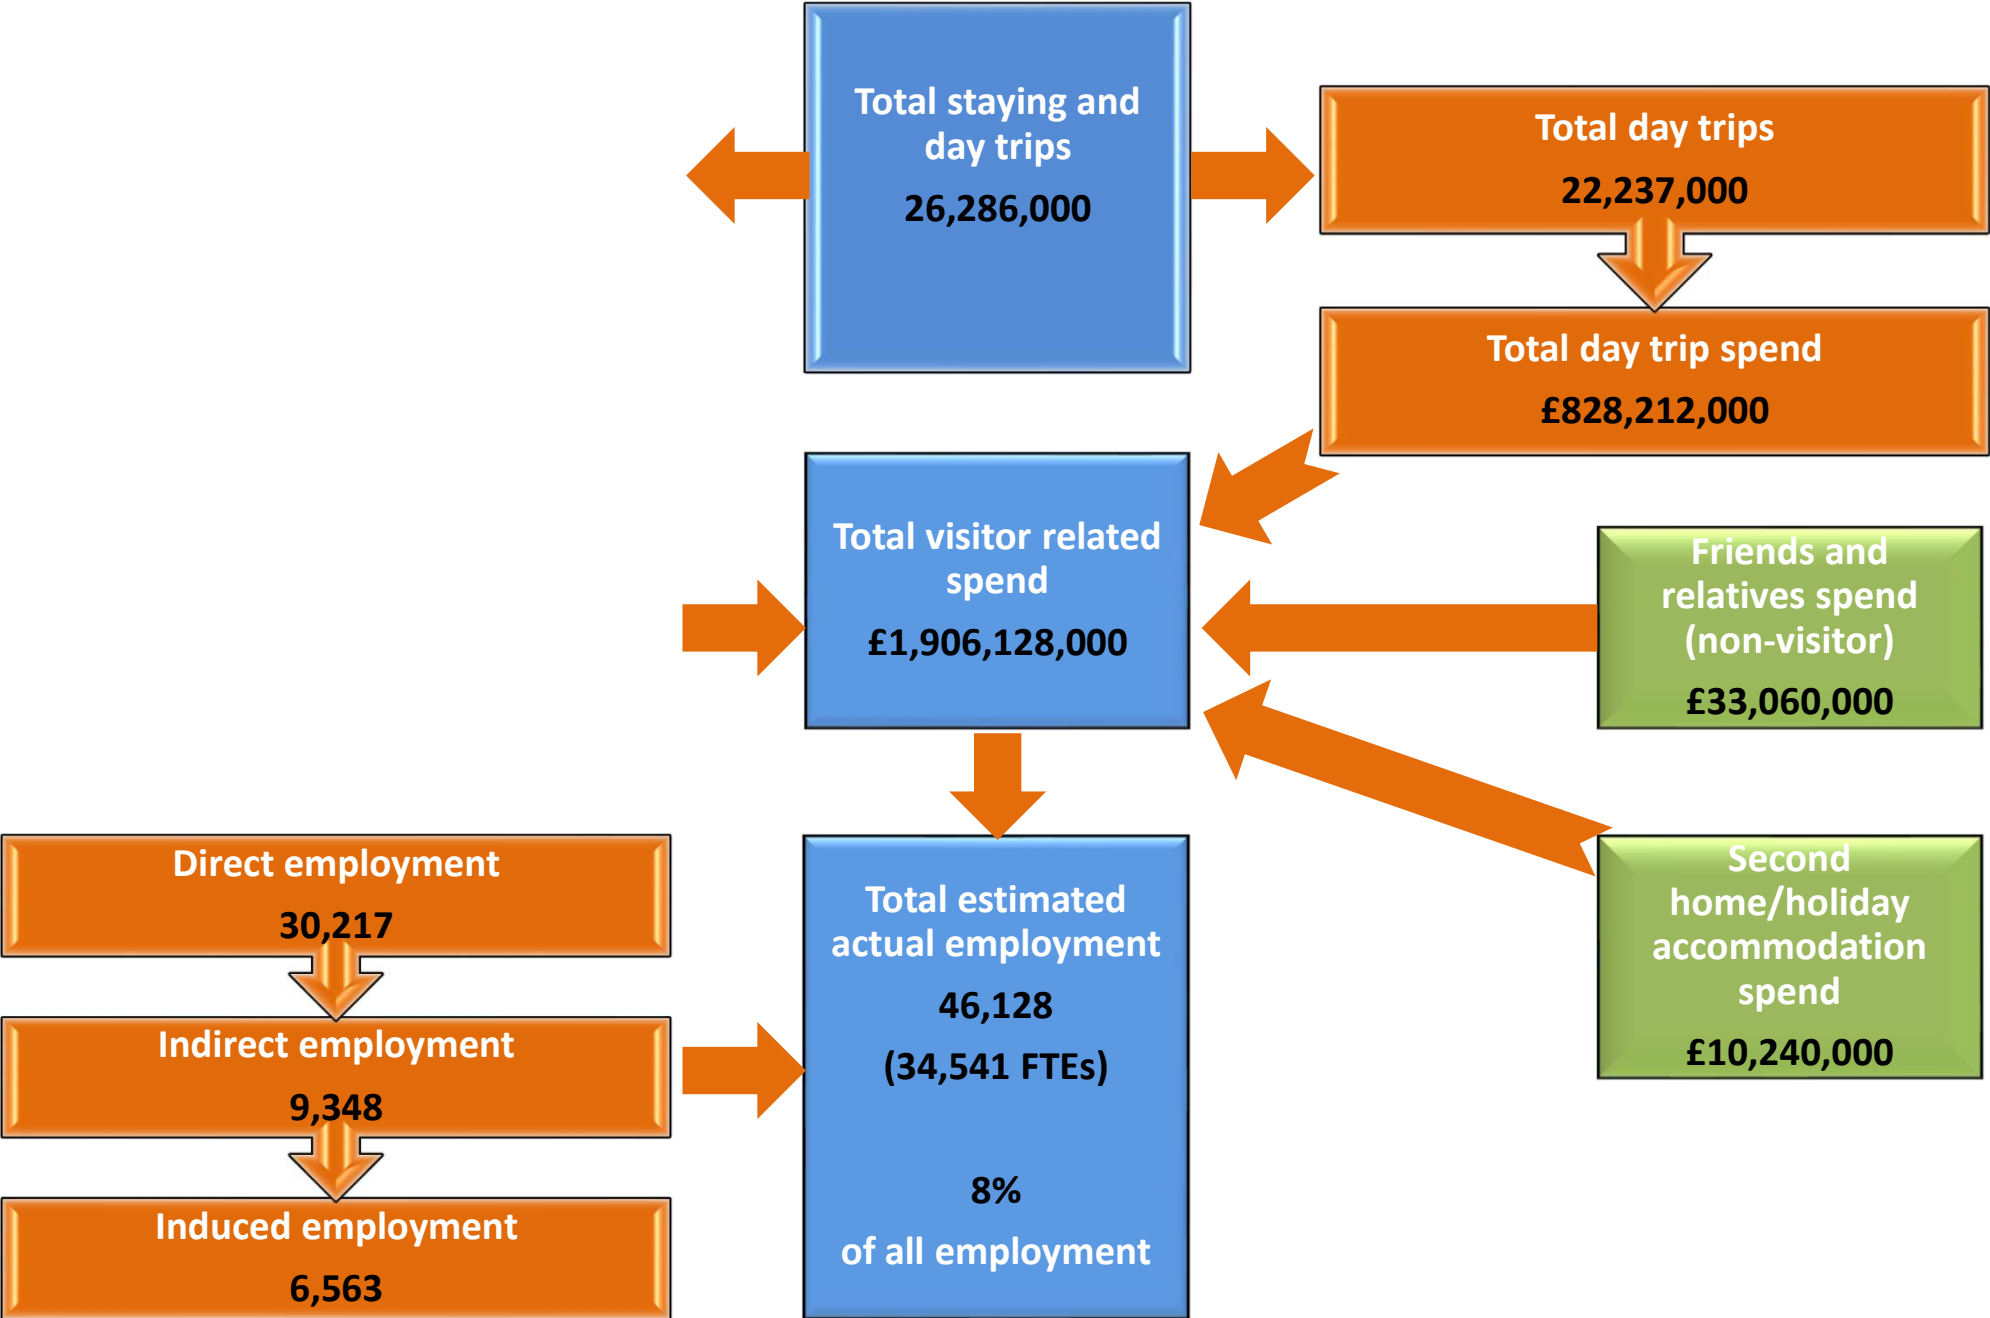 Total staying and
day trips
26,286,000
Total day trips
22,237,000
Total day trip spend
£828,212,000
Total visitor related
spend
£1,906,128,000
Friends and
relatives spend
(non-visitor)
£33,060,000
Second
home/holiday
accommodation
spend
£10,240,000
Direct employment
30,217
Indirect employment
9,348
Induced employment
6,563
Total estimated
actual employment
46,128
(34,541 FTEs)
8%
of all employment